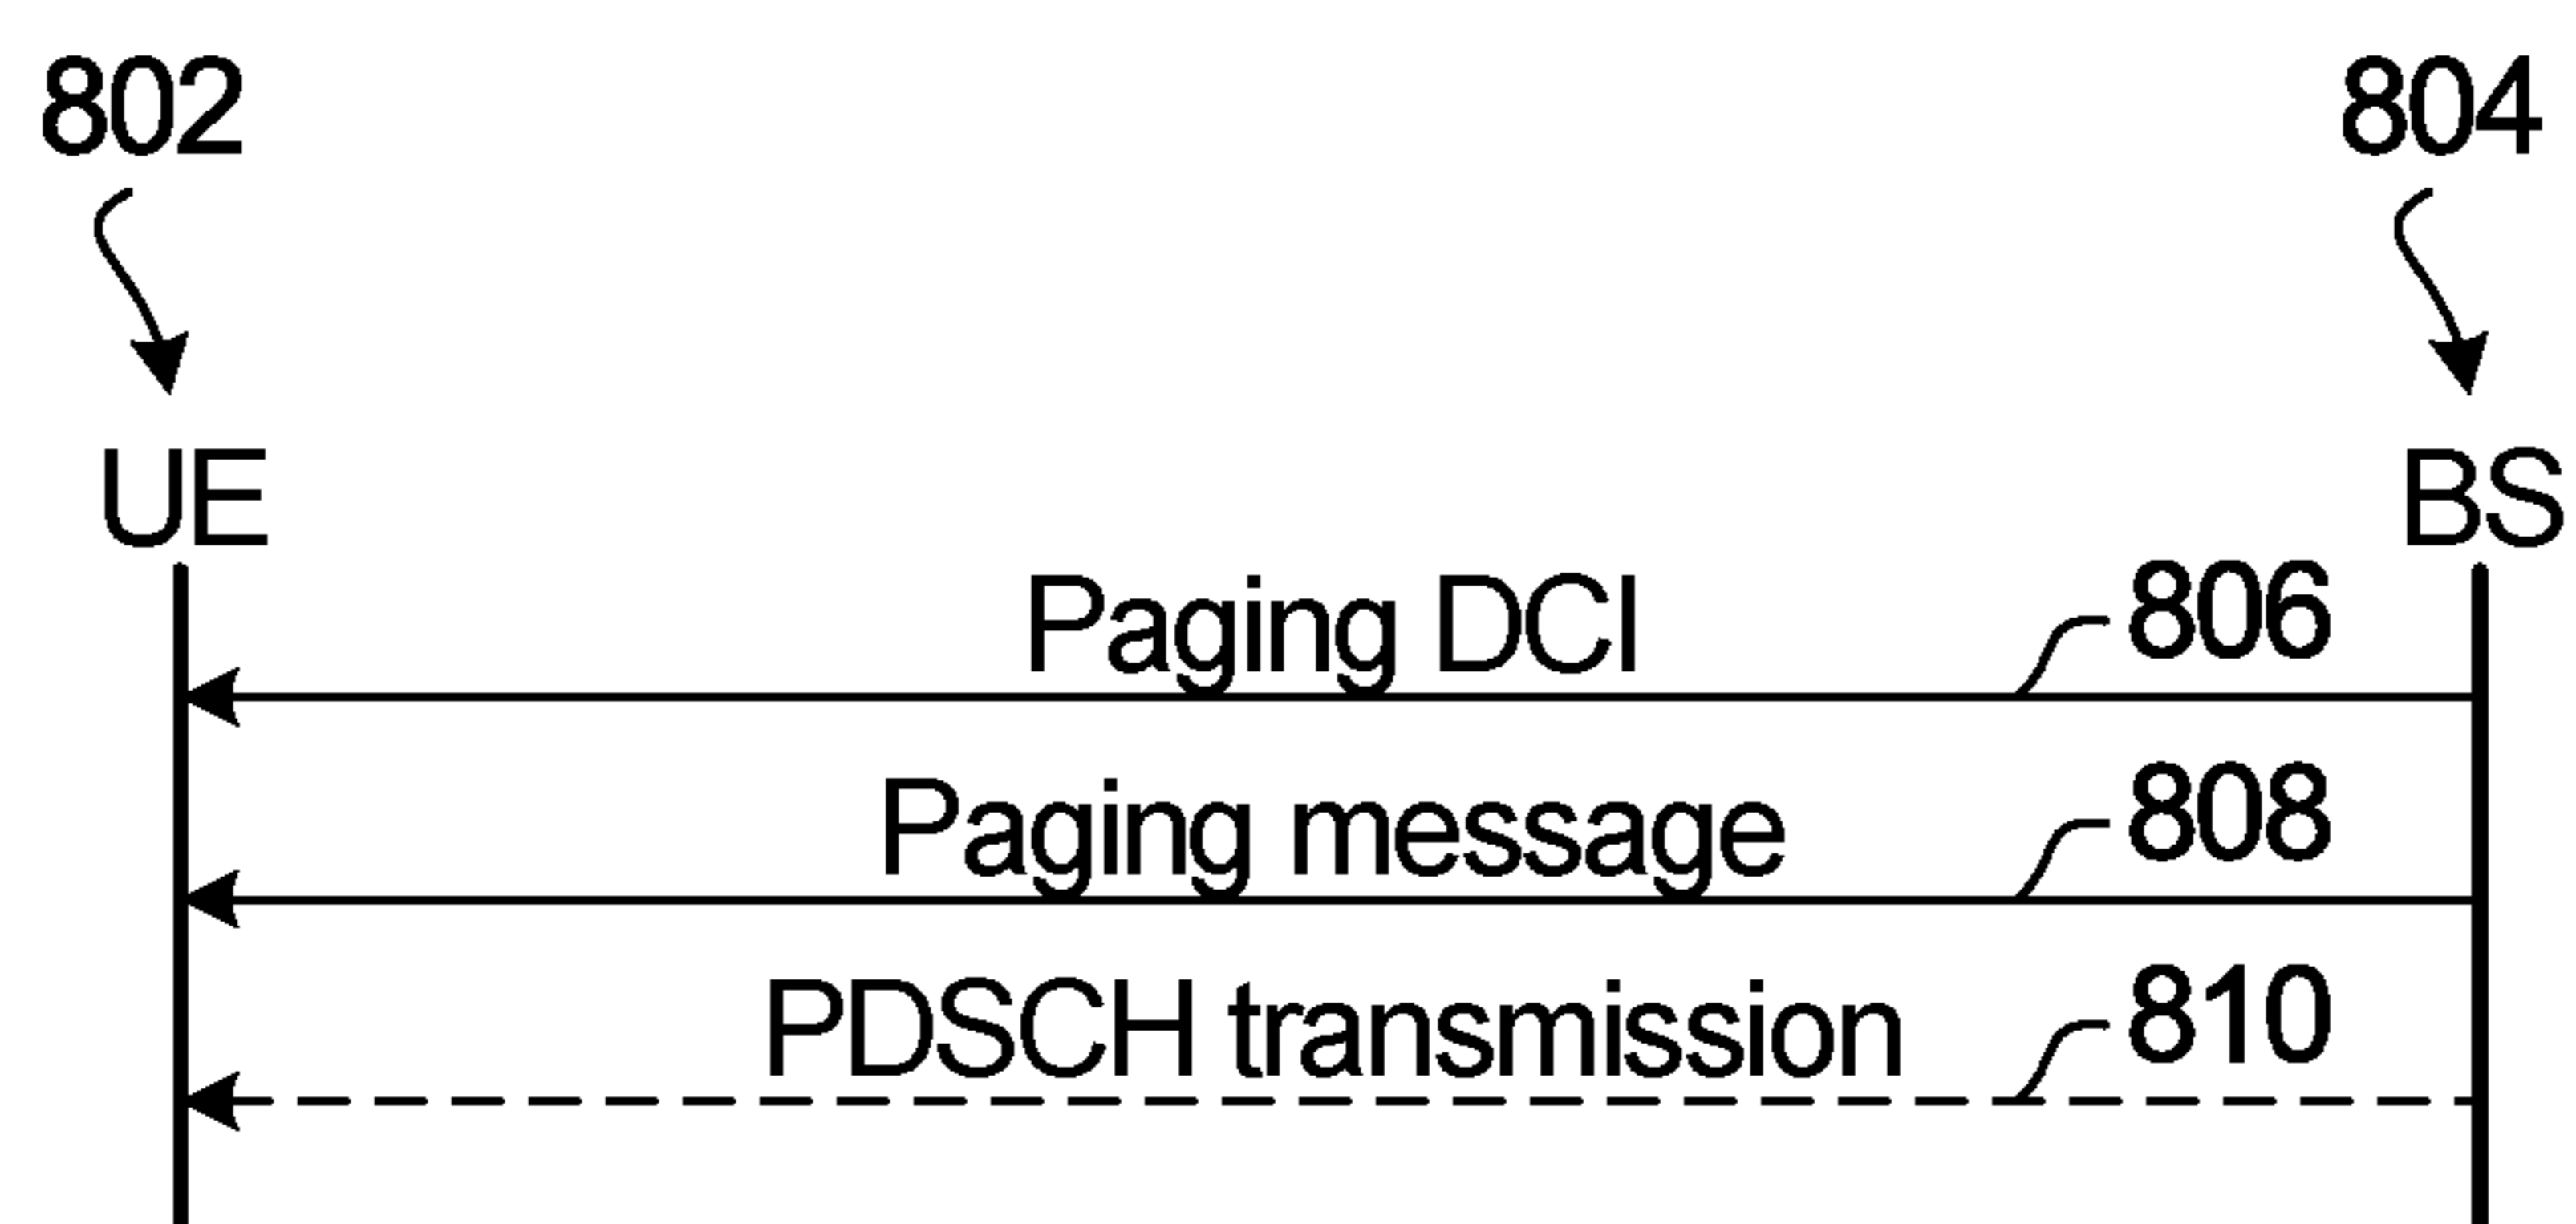 802 804
UE BS
Paging DCI 806
Paging message 808
PDSCH transmission 810